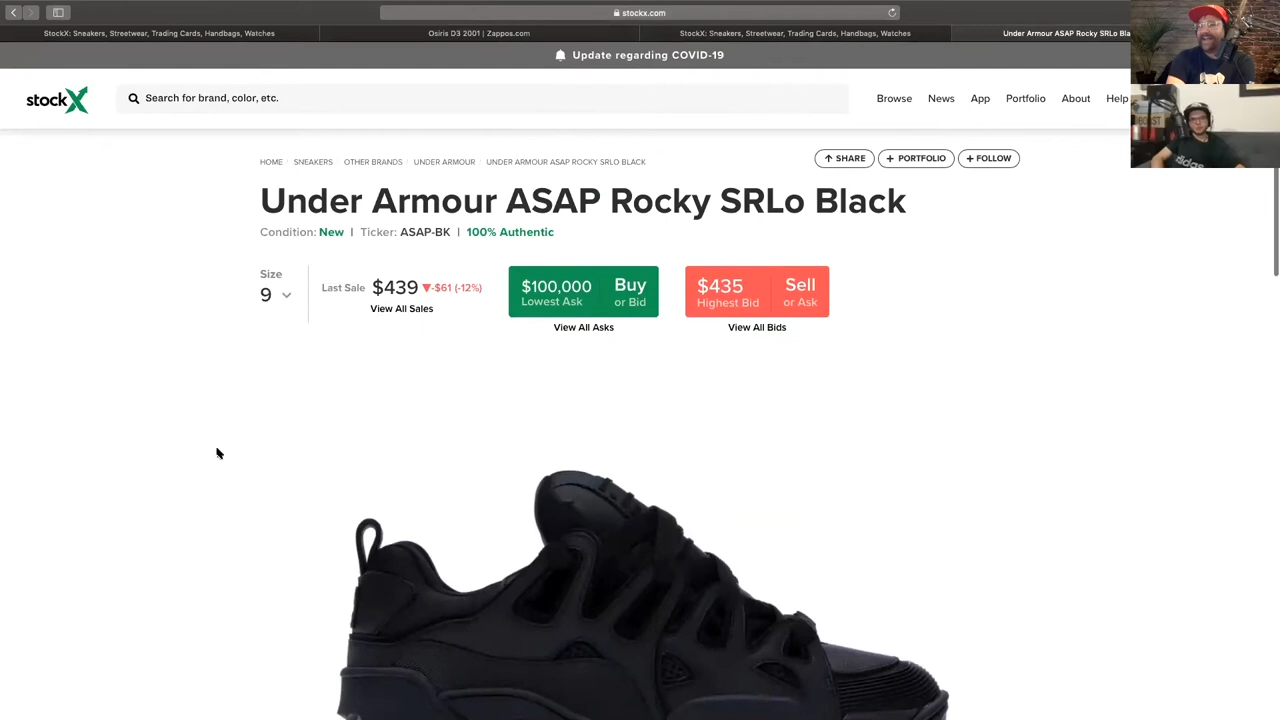 stockx.com
StockX: Sneakers, Streetwear, Trading Cards, Handbags, Watches
Osiris D3 2001 | Zappos.com
StockX: Sneakers, Streetwear, Trading Cards, Handbags, Watches
Under Armour ASAP Rocky SRLo Bla
Update regarding COVID-19
stockX
Search for brand, color, etc.
Browse
News
App
Portfolio
About
Help
HOME
SNEAKERS
OTHER BRANDS
UNDER ARMOUR
UNDER ARMOUR ASAP ROCKY SRLO BLACK
SHARE
+ PORTFOLIO
+ FOLLOW
Under Armour ASAP Rocky SRLo Black
Condition: New | Ticker: ASAP-BK | 100% Authentic
Size
9
Last Sale $439 ▼-$61 (-12%)
View All Sales
$100,000
Lowest Ask
Buy
or Bid
View All Asks
$435
Highest Bid
Sell
or Ask
View All Bids
adidas